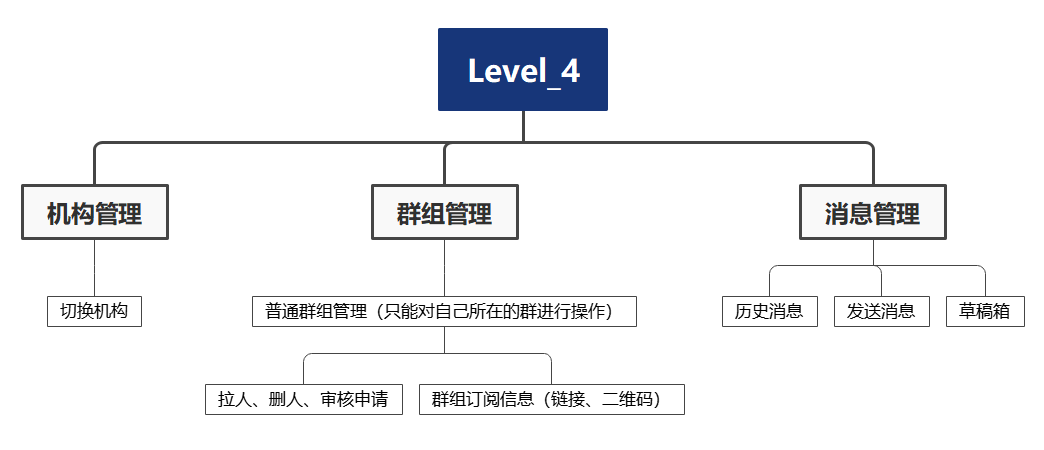 Level_4
机构管理
群组管理
消息管理
切换机构
普通群组管理（只能对自己所在的群进行操作）
历史消息
发送消息
草稿箱
拉人、删人、审核申请
群组订阅信息（链接、二维码）